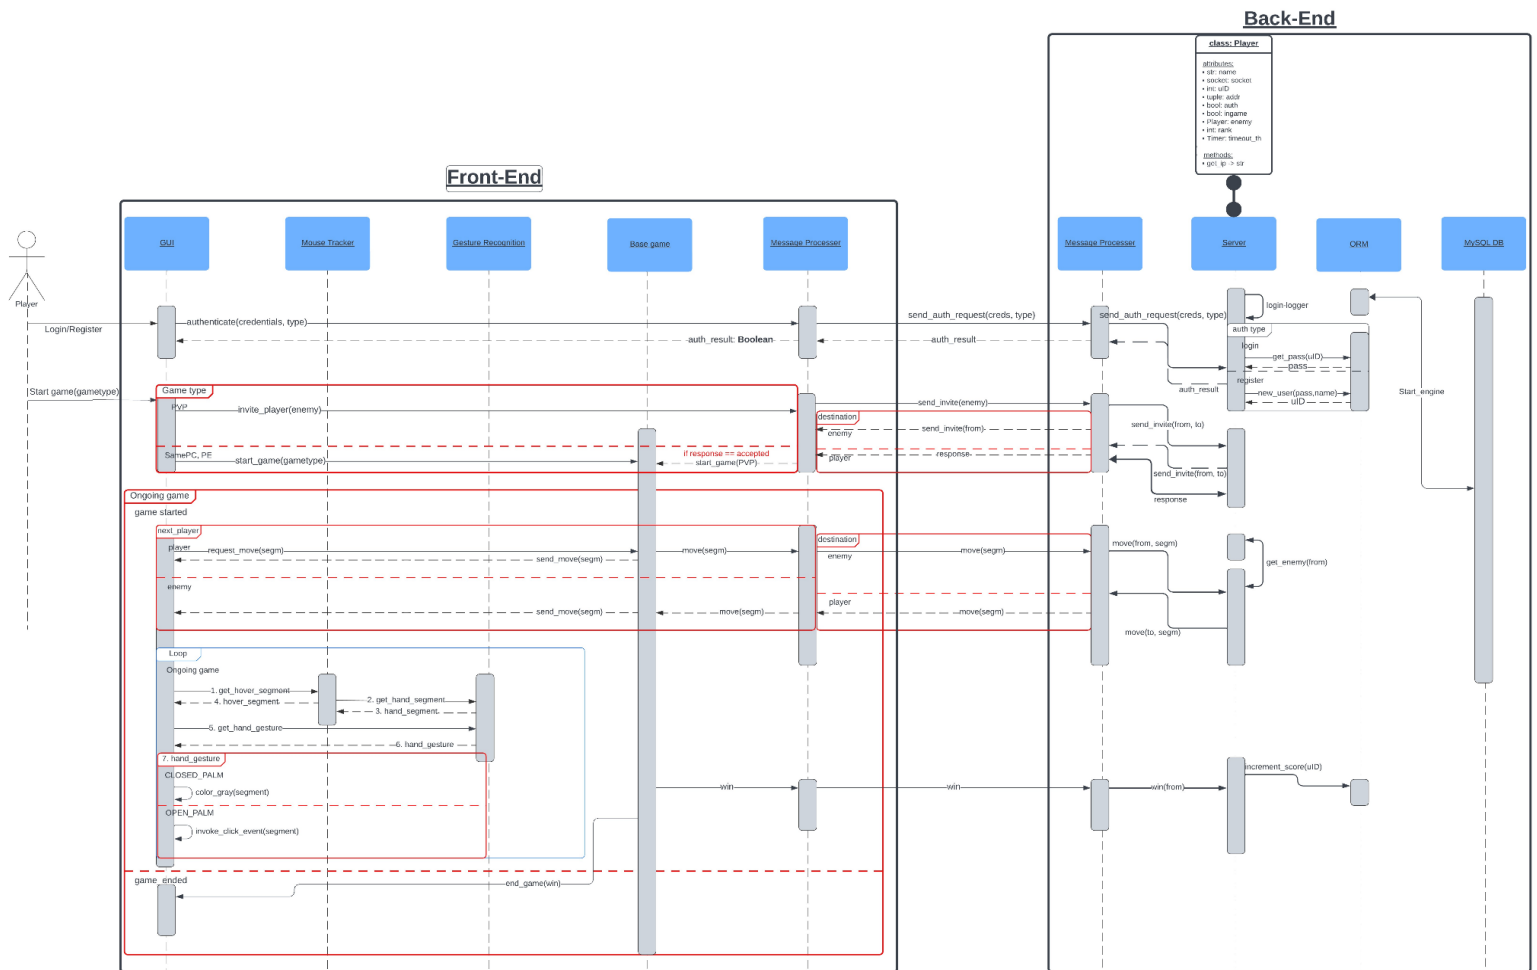 Back-End
class: Player
attributes:
• str: name
• socket: socket
• int: uID
• tuple: addr
• bool: auth
• bool: ingame
• Player: enemy
• int: rank
• Timer: timeout_th
methods:
• get_ip -> str
Front-End
GUI
Mouse Tracker
Gesture Recognition
Base game
Message Processer
Message Processer
Server
ORM
MySQL DB
Player
Login/Register
authenticate(credentials, type)
auth_result: Boolean
send_auth_request(creds, type)
auth_result
send_auth_request(creds, type)
login-logger
auth type
login
get_pass(uID)
pass
register
new_user(pass,name)
uID
auth_result
Start_engine
Start game(gametype)
Game type
PVP
invite_player(enemy)
SamePC, PE
start_game(gametype)
if response == accepted
start_game(PVP)
send_invite(enemy)
destination
enemy
send_invite(from)
player
response
send_invite(from, to)
send_invite(from, to)
response
Ongoing game
game started
next_player
player
request_move(segm)
send_move(segm)
move(segm)
destination
enemy
move(segm)
move(from, segm)
get_enemy(from)
enemy
send_move(segm)
move(segm)
player
move(segm)
move(to, segm)
Loop
Ongoing game
1. get_hover_segment
4. hover_segment
2. get_hand_segment
3. hand_segment
5. get_hand_gesture
6. hand_gesture
7. hand_gesture
CLOSED_PALM
color_gray(segment)
OPEN_PALM
invoke_click_event(segment)
win
win
win(from)
increment_score(uID)
game_ended
end_game(win)